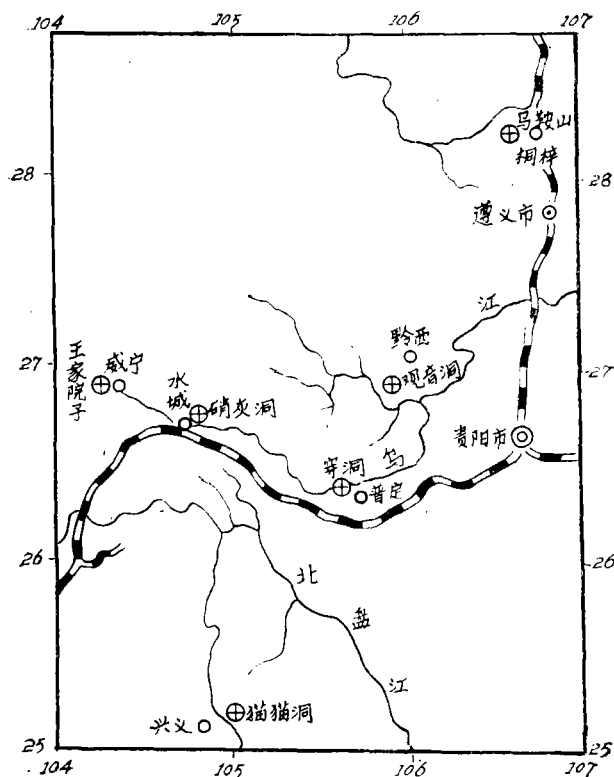 104 105 106 107
马鞍山
桐梓
28 28
遵义市
江
黔西
27 27
王家院子
威宁
水城
硝灰洞
观音洞
贵阳市
穿洞
乌
普定
26 26
北
盘
江
兴义
猫猫洞
25 25
104 105 106 107